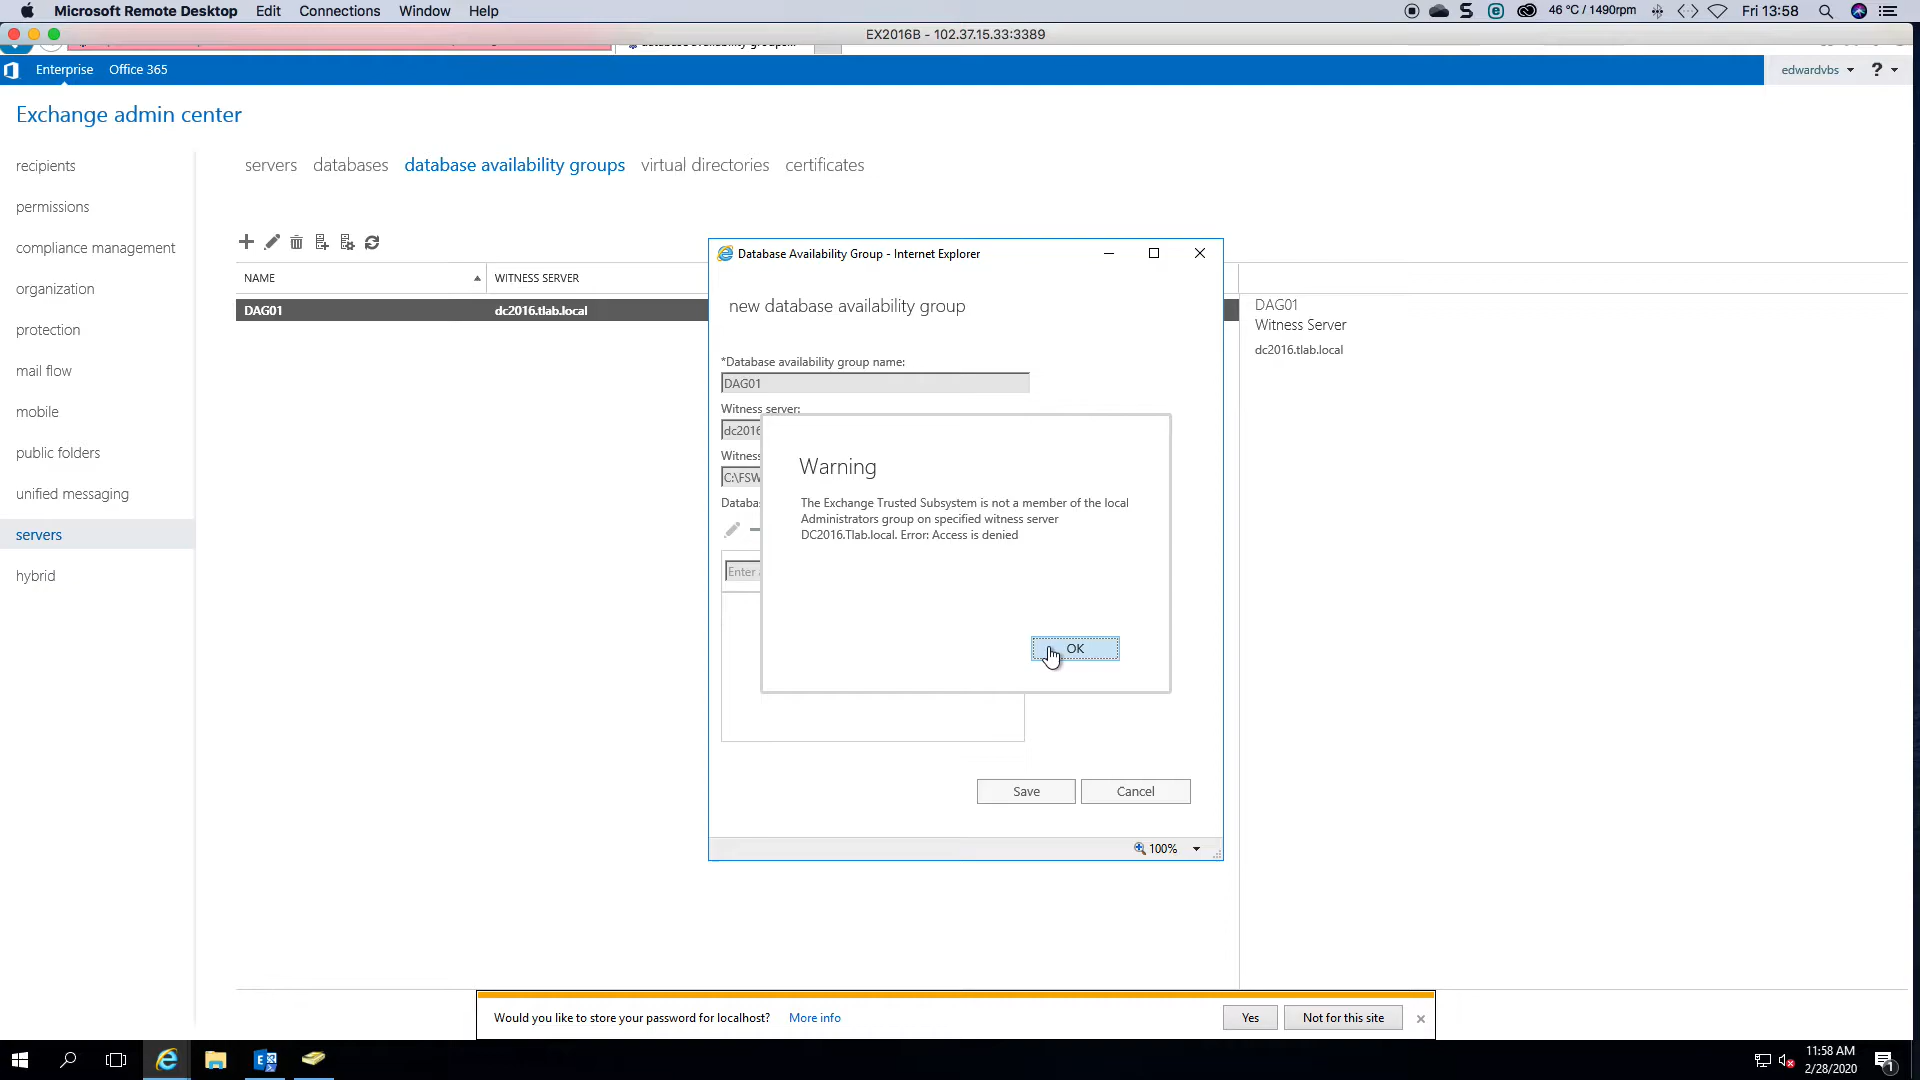 Microsoft Remote Desktop Edit Connections Window Help 46 °C / 1490rpm Fri 13:58
EX2016B - 102.37.15.33:3389
Enterprise Office 365 edwardvbs ?
Exchange admin center
recipients
permissions
compliance management
organization
protection
mail flow
mobile
public folders
unified messaging
servers
hybrid
servers databases database availability groups virtual directories certificates
NAME WITNESS SERVER
DAG01 dc2016.tlab.local
DAG01
Witness Server
dc2016.tlab.local
Database Availability Group - Internet Explorer
new database availability group
*Database availability group name:
DAG01
Witness server:
dc2016
Witness
C:\FSW
Databa
Enter
Warning
The Exchange Trusted Subsystem is not a member of the local
Administrators group on specified witness server
DC2016.Tlab.local. Error: Access is denied
OK
Save Cancel
100%
Would you like to store your password for localhost? More info Yes Not for this site
11:58 AM
2/28/2020
1